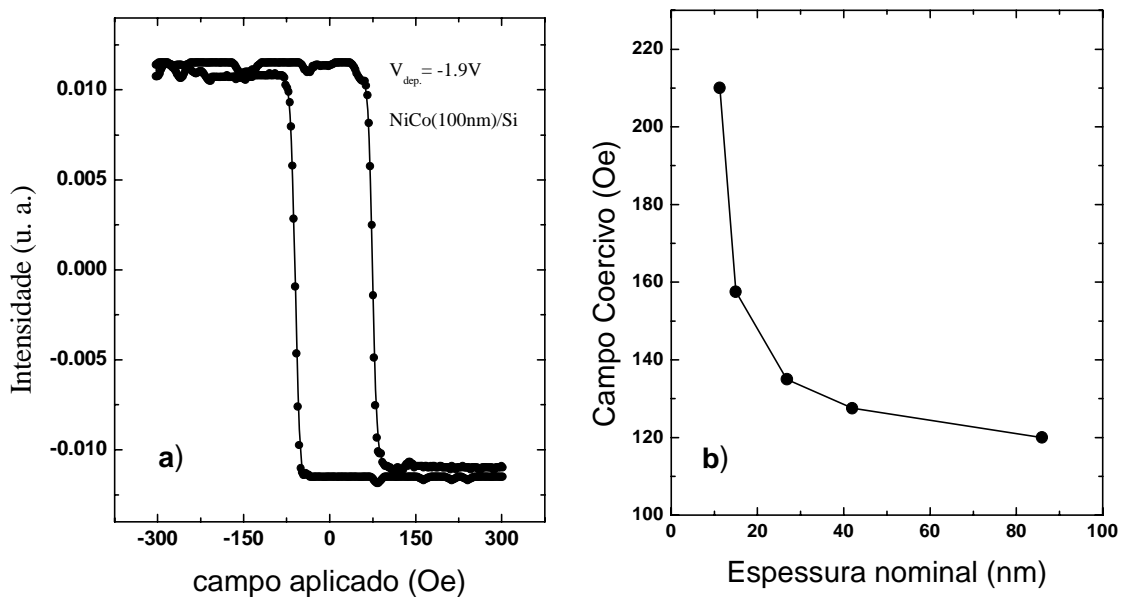 V dep. = -1.9V
NiCo(100nm)/Si
0.010
0.005
0.000
-0.005
-0.010
Intensidade (u. a.)
a)
-300 -150 0 150 300
campo aplicado (Oe)
220
200
180
160
140
120
100
Campo Coercivo (Oe)
b)
0 20 40 60 80 100
Espessura nominal (nm)